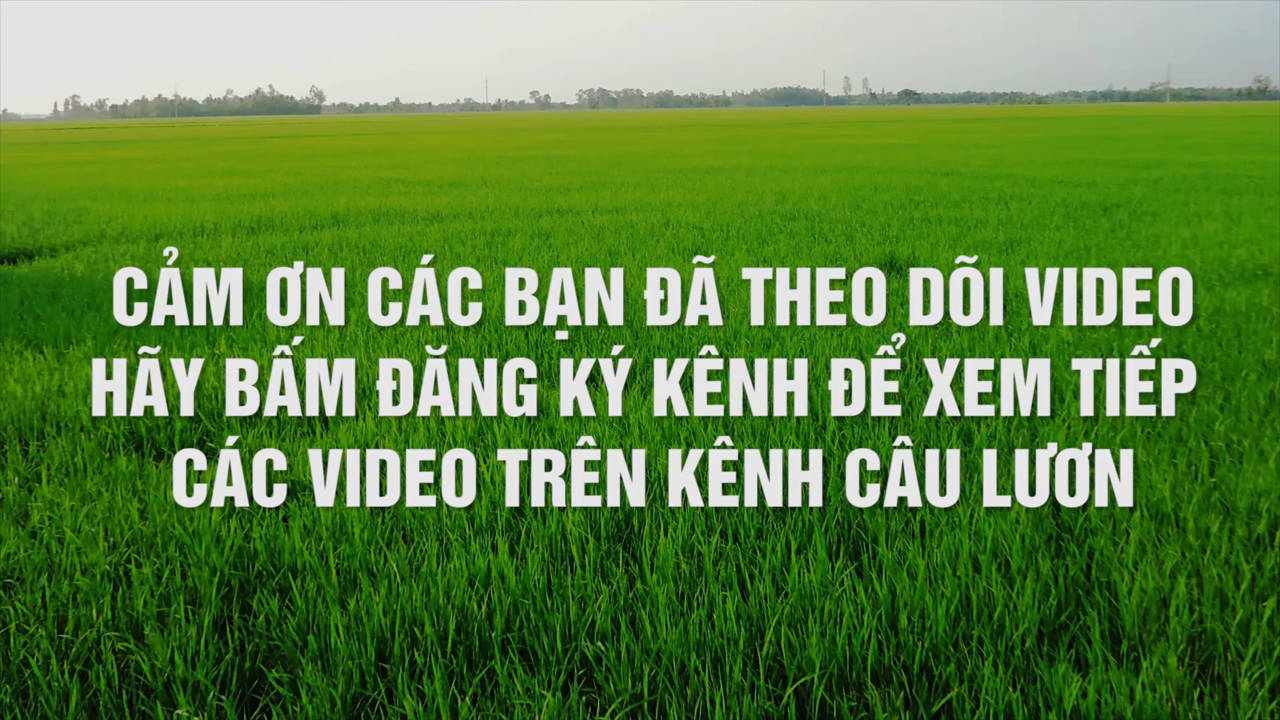 CẢM ƠN CÁC BẠN ĐÃ THEO DÕI VIDEO
HÃY BẤM ĐĂNG KÝ KÊNH ĐỂ XEM TIẾP
CÁC VIDEO TRÊN KÊNH CÂU LƯƠN